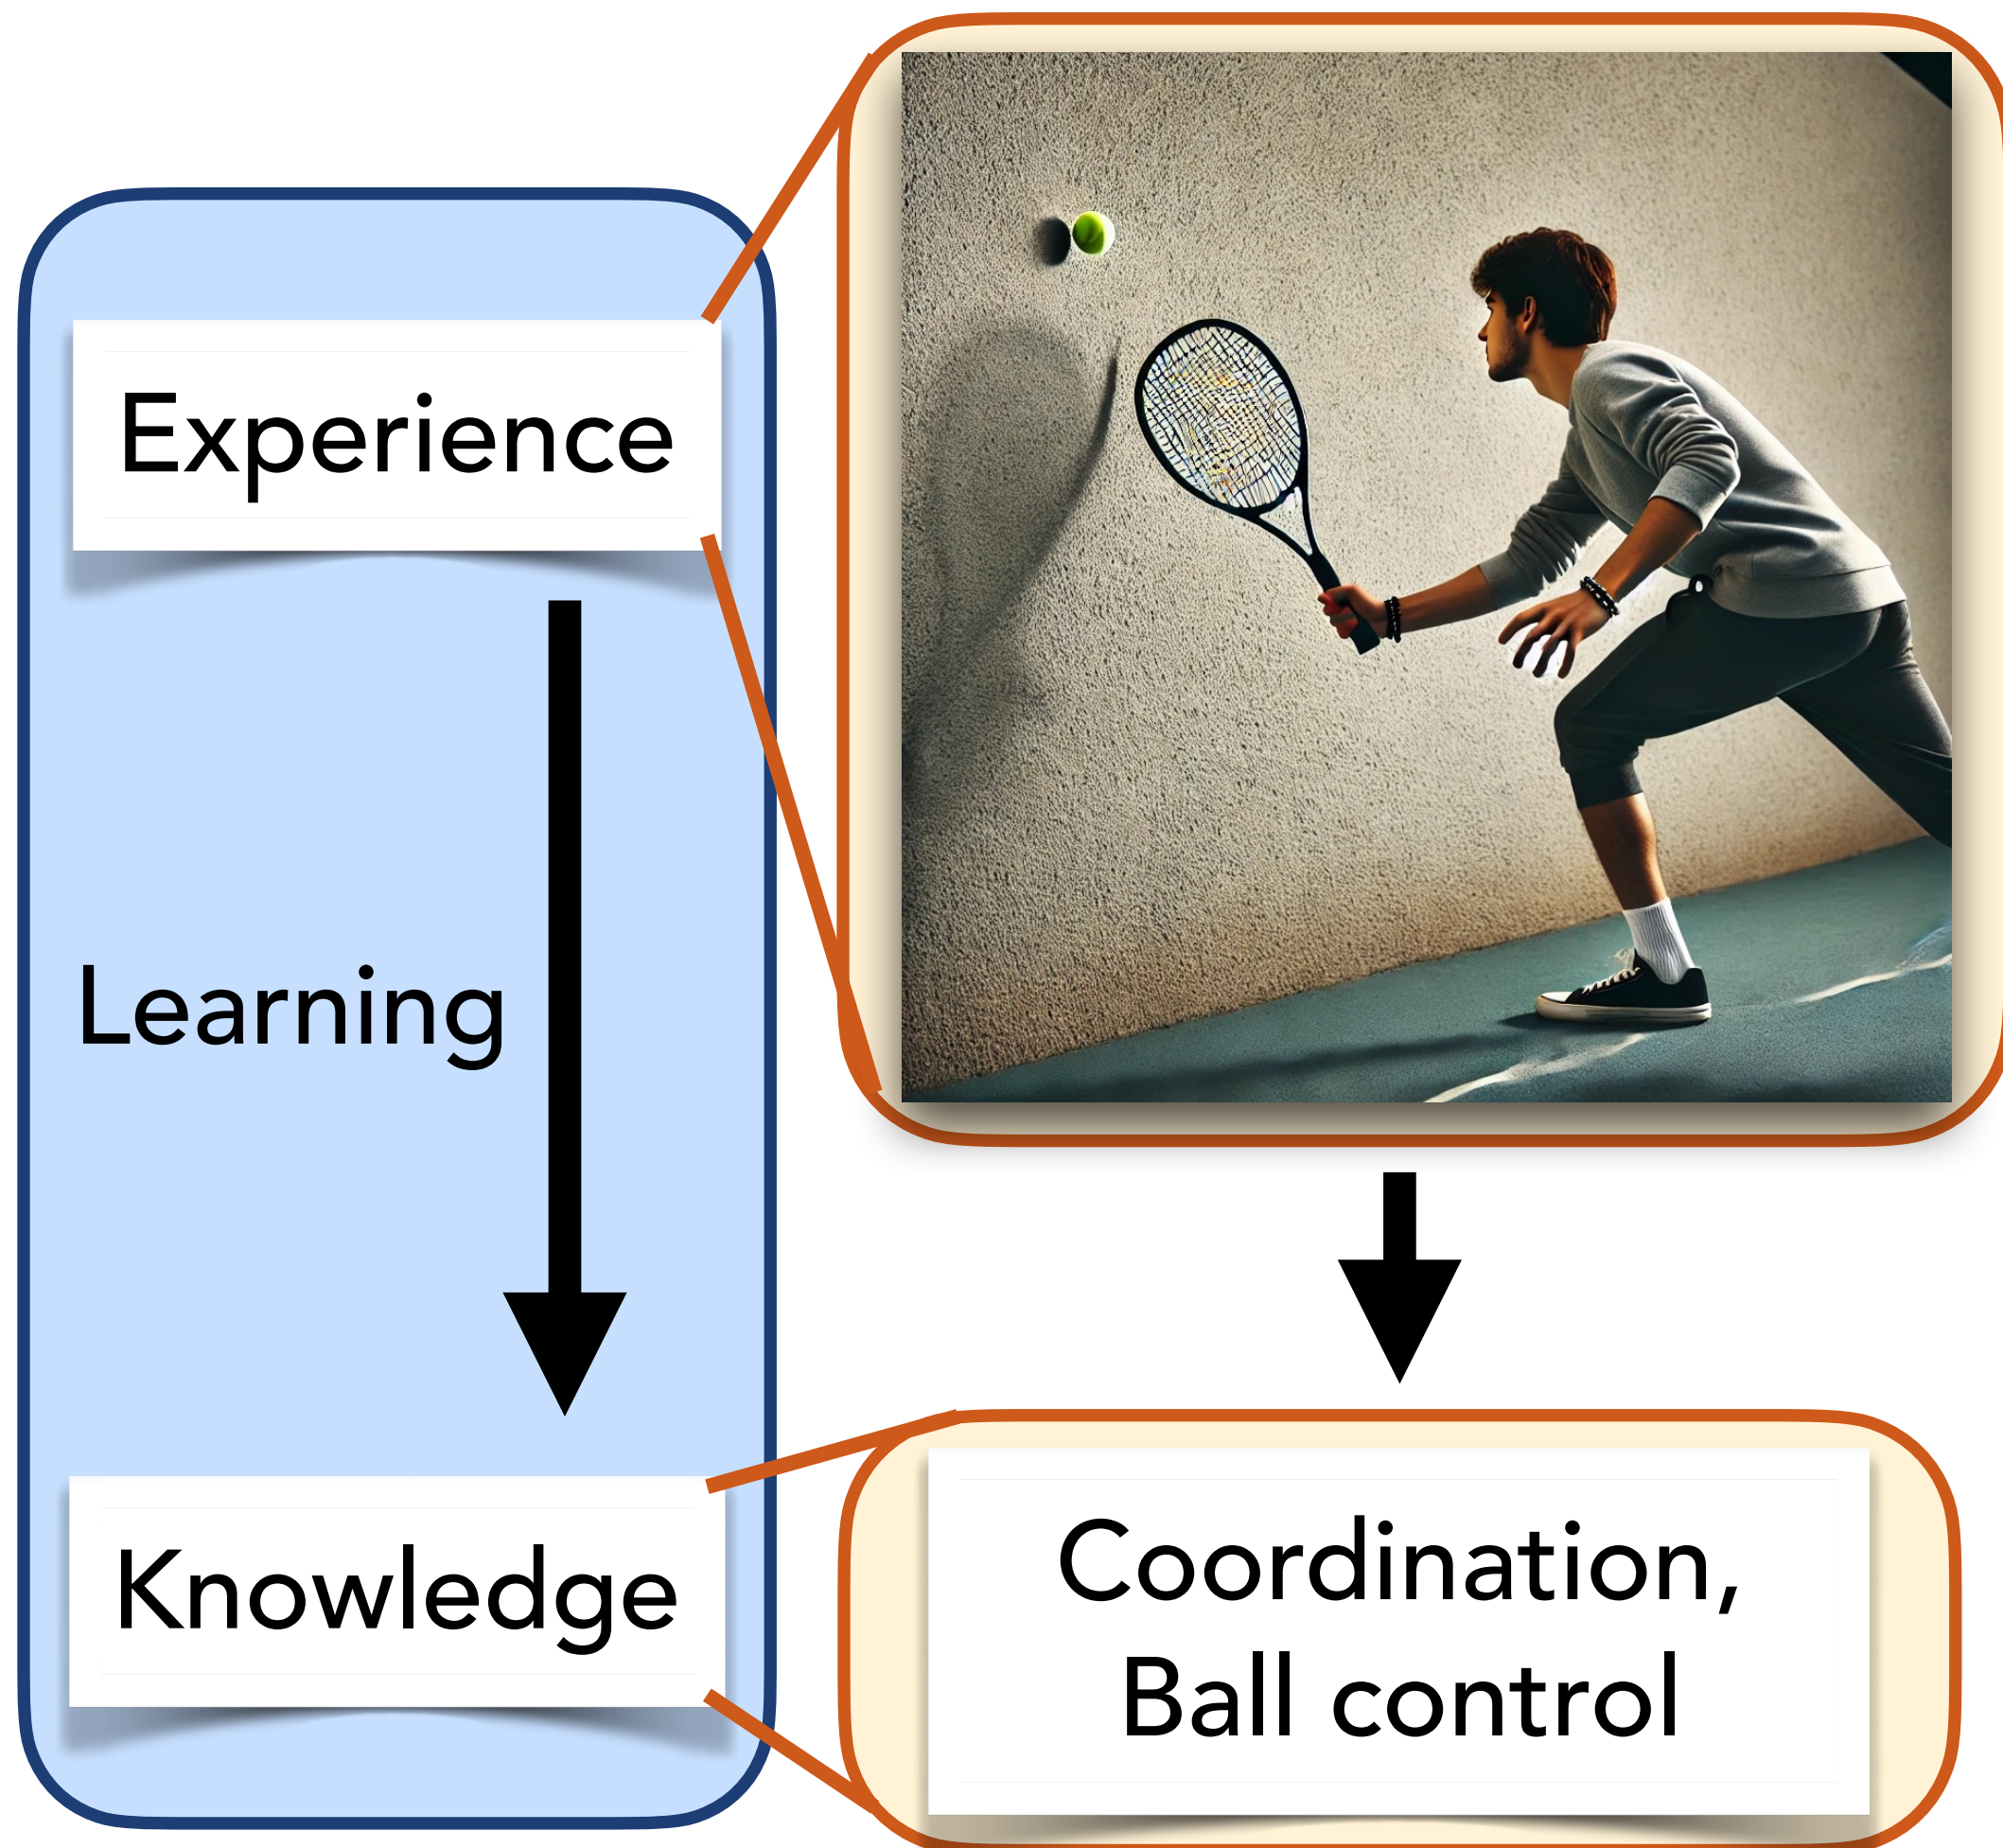 Experience
Learning
Knowledge
Coordination,
Ball control